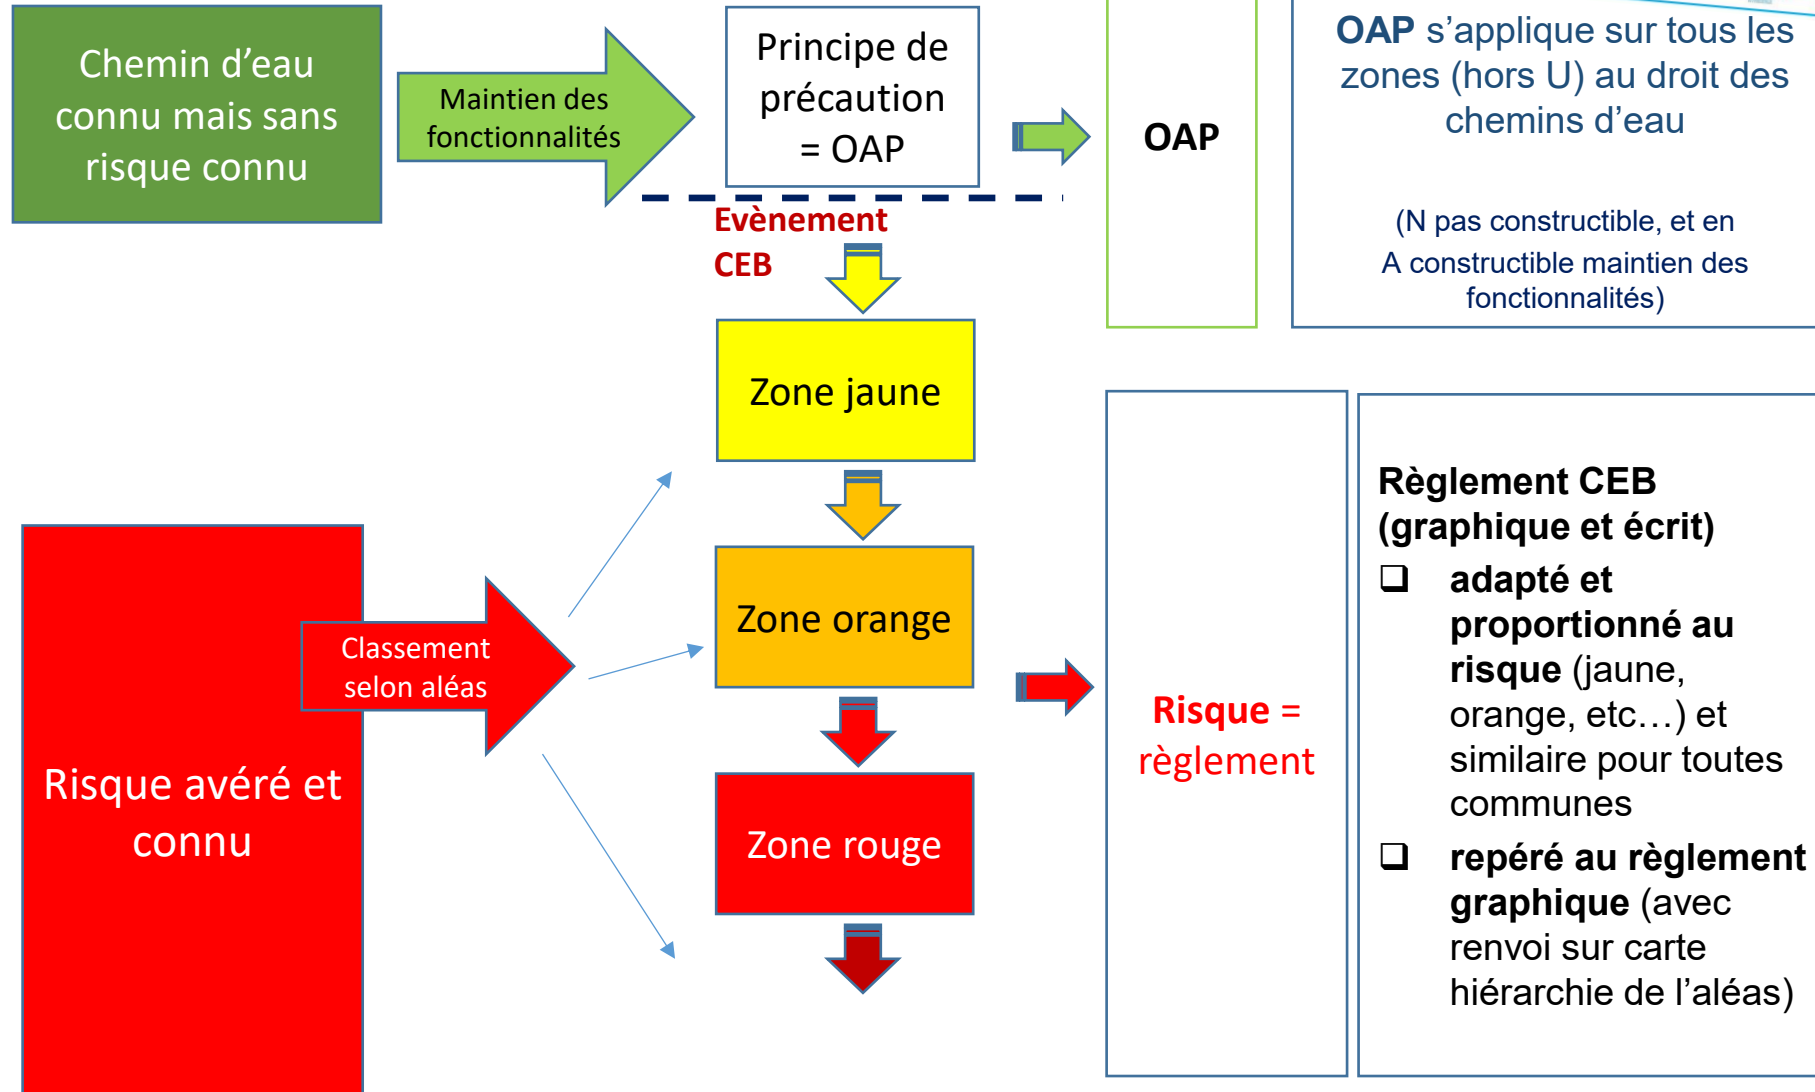 Chemin d'eau
connu mais sans
risque connu
Maintien des
fonctionnalités
Principe de
précaution
= OAP
OAP
OAP s'applique sur tous les
zones (hors U) au droit des
chemins d'eau
(N pas constructible, et en
A constructible maintien des
fonctionnalités)
Evènement
CEB
Zone jaune
Zone orange
Zone rouge
Risque avéré et
connu
Classement
selon aléas
Risque =
règlement
Règlement CEB
(graphique et écrit)
❑ adapté et
proportionné au
risque (jaune,
orange, etc…) et
similaire pour toutes
communes
❑ repéré au règlement
graphique (avec
renvoi sur carte
hiérarchie de l'aléas)